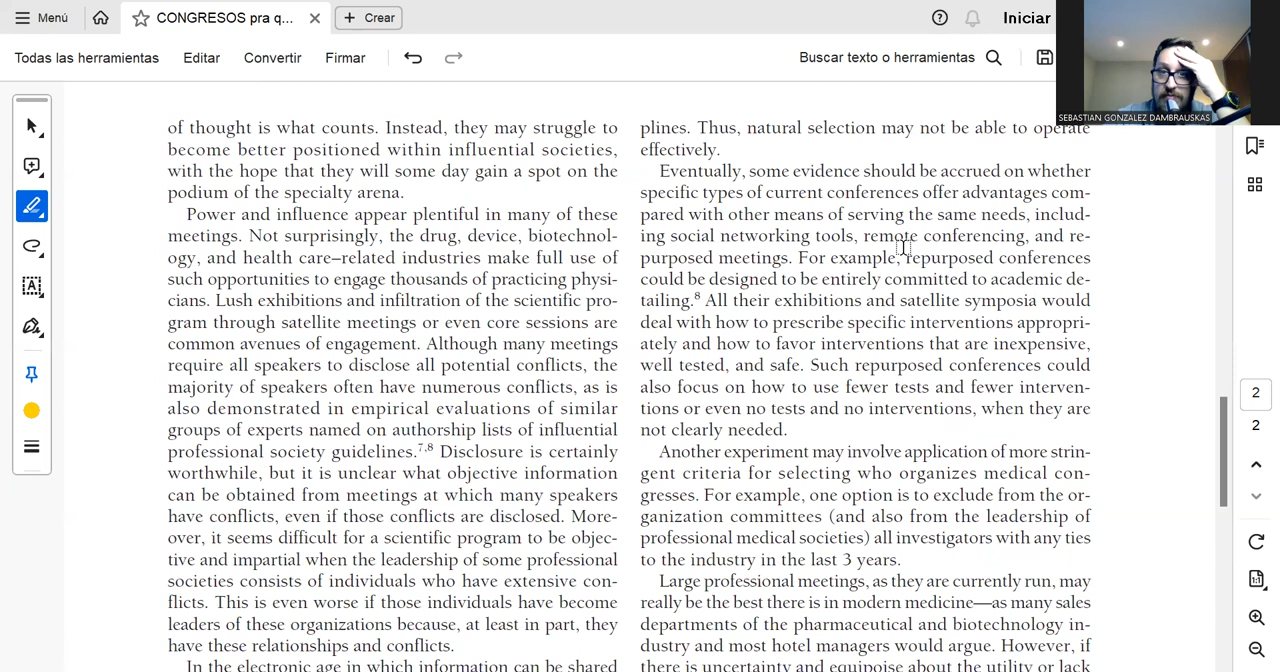 Menú
CONGRESOS pra q...
Crear
Iniciar
Todas las herramientas
Editar
Convertir
Firmar
Buscar texto o herramientas
SEBASTIAN GONZALEZ DAMBRAUSKAS
of thought is what counts. Instead, they may struggle to
become better positioned within influential societies,
with the hope that they will some day gain a spot on the
podium of the specialty arena.
Power and influence appear plentiful in many of these
meetings. Not surprisingly, the drug, device, biotechnol-
ogy, and health care–related industries make full use of
such opportunities to engage thousands of practicing physi-
cians. Lush exhibitions and infiltration of the scientific pro-
gram through satellite meetings or even core sessions are
common avenues of engagement. Although many meetings
require all speakers to disclose all potential conflicts, the
majority of speakers often have numerous conflicts, as is
also demonstrated in empirical evaluations of similar
groups of experts named on authorship lists of influential
professional society guidelines.7,8 Disclosure is certainly
worthwhile, but it is unclear what objective information
can be obtained from meetings at which many speakers
have conflicts, even if those conflicts are disclosed. More-
over, it seems difficult for a scientific program to be objec-
tive and impartial when the leadership of some professional
societies consists of individuals who have extensive con-
flicts. This is even worse if those individuals have become
leaders of these organizations because, at least in part, they
have these relationships and conflicts.
In the electronic age in which information can be shared
plines. Thus, natural selection may not be able to operate
effectively.
Eventually, some evidence should be accrued on whether
specific types of current conferences offer advantages com-
pared with other means of serving the same needs, includ-
ing social networking tools, remote conferencing, and re-
purposed meetings. For example, repurposed conferences
could be designed to be entirely committed to academic de-
tailing.8 All their exhibitions and satellite symposia would
deal with how to prescribe specific interventions appropri-
ately and how to favor interventions that are inexpensive,
well tested, and safe. Such repurposed conferences could
also focus on how to use fewer tests and fewer interven-
tions or even no tests and no interventions, when they are
not clearly needed.
Another experiment may involve application of more strin-
gent criteria for selecting who organizes medical con-
gresses. For example, one option is to exclude from the or-
ganization committees (and also from the leadership of
professional medical societies) all investigators with any ties
to the industry in the last 3 years.
Large professional meetings, as they are currently run, may
really be the best there is in modern medicine—as many sales
departments of the pharmaceutical and biotechnology in-
dustry and most hotel managers would argue. However, if
there is uncertainty and equipoise about the utility or lack
2
2
1:1